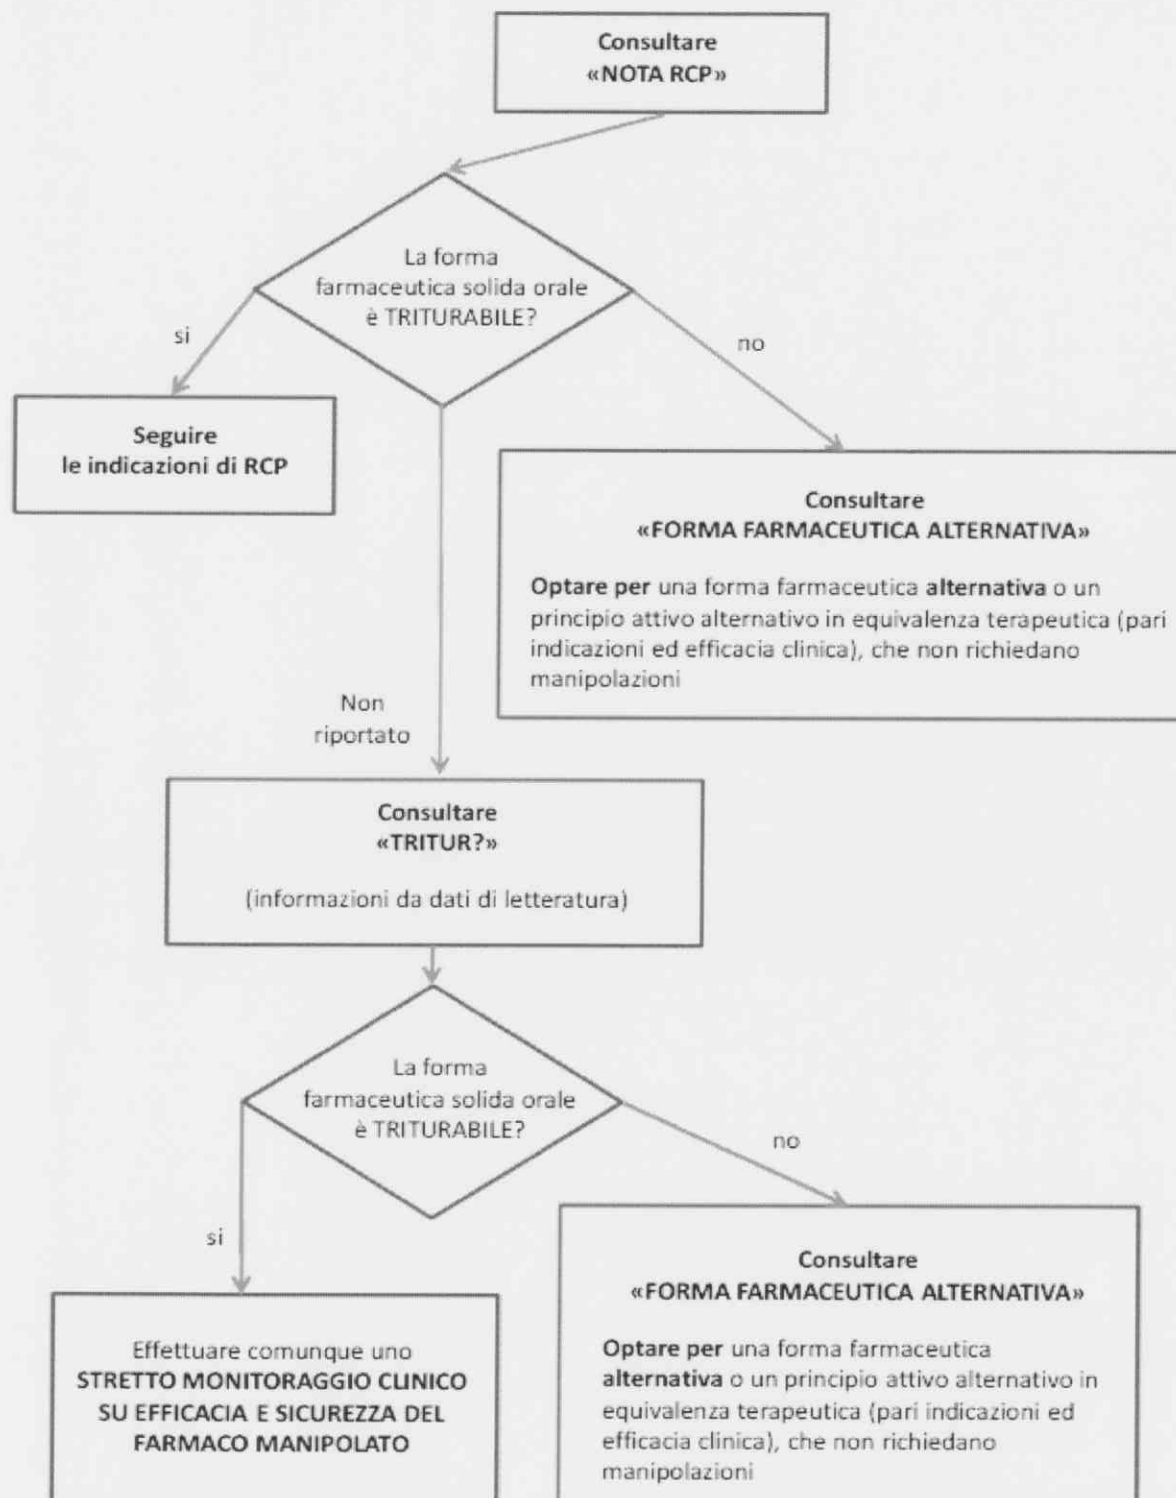 Consultare
«NOTA RCP»
La forma
farmaceutica solida orale
è TRITURABILE?
si
no
Seguire
le indicazioni di RCP
Consultare
«FORMA FARMACEUTICA ALTERNATIVA»
Optare per una forma farmaceutica alternativa o un
principio attivo alternativo in equivalenza terapeutica (pari
indicazioni ed efficacia clinica), che non richiedano
manipolazioni
Non
riportato
Consultare
«TRITUR?»
(informazioni da dati di letteratura)
La forma
farmaceutica solida orale
è TRITURABILE?
no
si
Consultare
«FORMA FARMACEUTICA ALTERNATIVA»
Optare per una forma farmaceutica
alternativa o un principio attivo alternativo in
equivalenza terapeutica (pari indicazioni ed
efficacia clinica), che non richiedano
manipolazioni
Effettuare comunque uno
STRETTO MONITORAGGIO CLINICO
SU EFFICACIA E SICUREZZA DEL
FARMACO MANIPOLATO